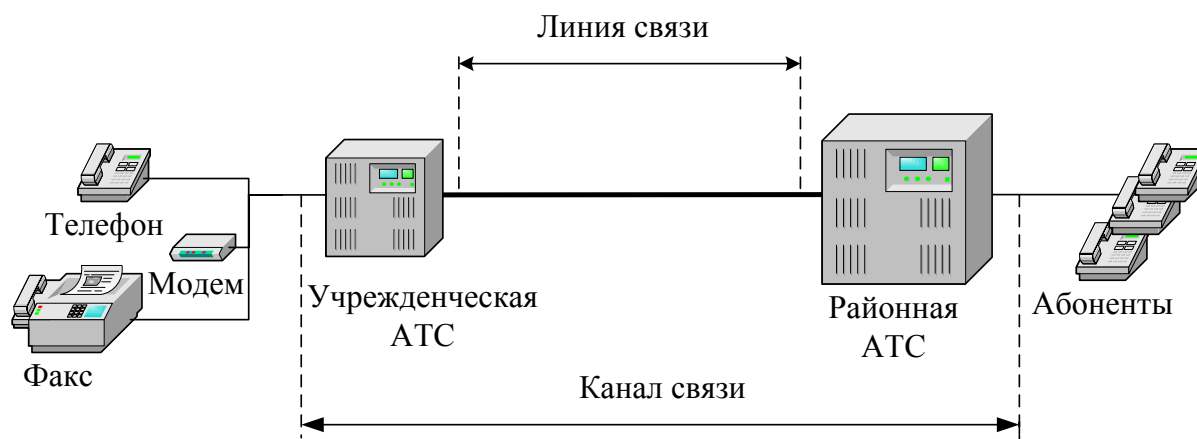 Линия связи
Телефон
Модем
Факс
Учрежденческая
АТС
Районная
АТС
Абоненты
Канал связи